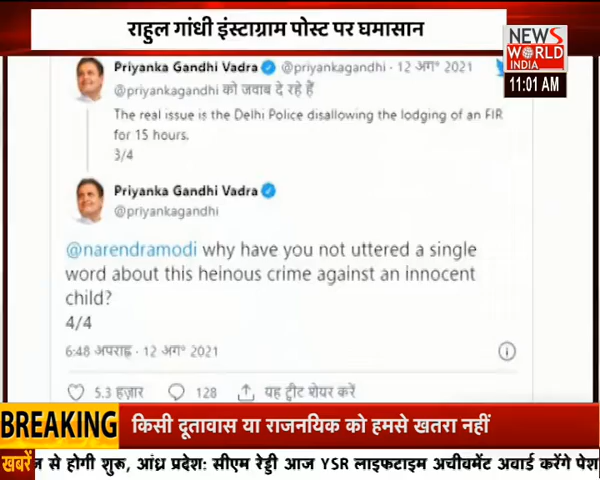 राहुल गांधी इंस्टाग्राम पोस्ट पर घमासान
NEWS
WORLD
INDIA
11:01 AM
Priyanka Gandhi Vadra @priyankagandhi · 12 अग॰ 2021
@priyankagandhi को जवाब दे रहे हैं
The real issue is the Delhi Police disallowing the lodging of an FIR
for 15 hours.
3/4
Priyanka Gandhi Vadra
@priyankagandhi
@narendramodi why have you not uttered a single
word about this heinous crime against an innocent
child?
4/4
6:48 अपराह्न · 12 अग॰ 2021
5.3 हज़ार
128
यह ट्वीट शेयर करें
BREAKING
किसी दूतावास या राजनयिक को हमसे खतरा नहीं
खबरें
से होगी शुरू, आंध्र प्रदेश: सीएम रेड्डी आज YSR लाइफटाइम अचीवमेंट अवार्ड करेंगे पेश